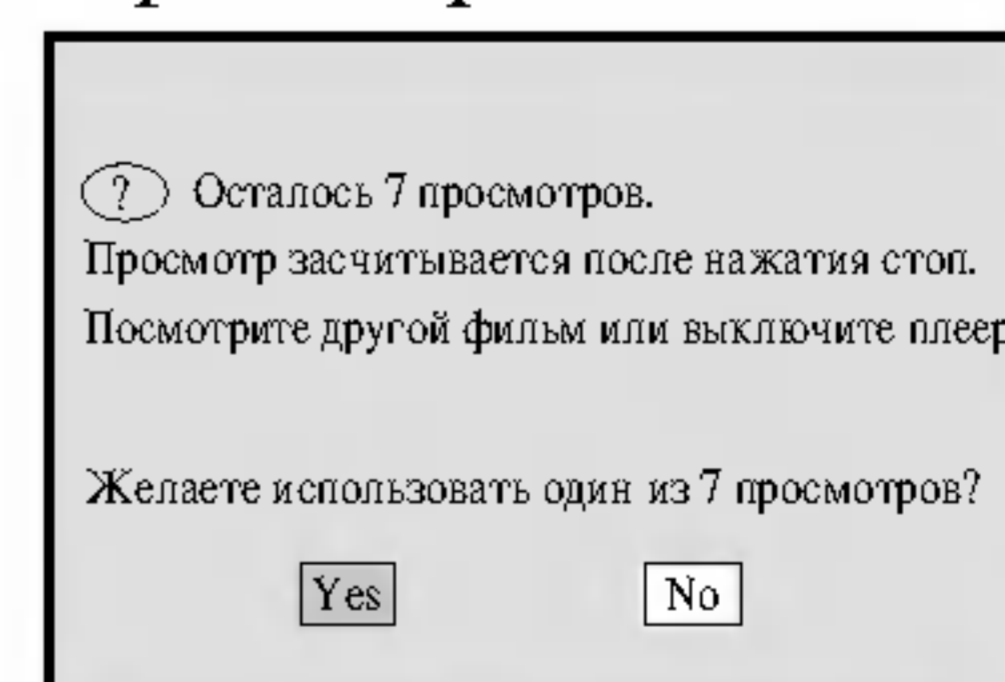 ? Осталось 7 просмотров.
Просмотр засчитывается после нажатия стоп.
Посмотрите другой фильм или выключите плеер
Желаете использовать один из 7 просмотров?
Yes No